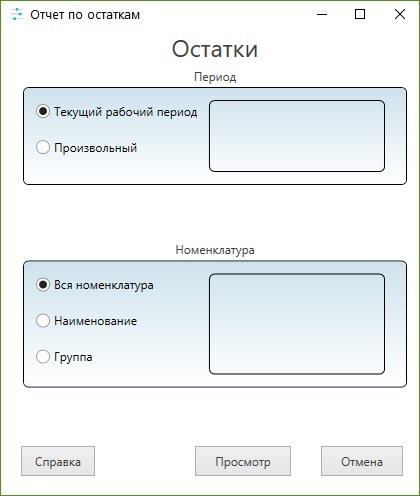 Отчет по остаткам
Остатки
Период
Текущий рабочий период
Произвольный
Номенклатура
Вся номенклатура
Наименование
Группа
Справка
Просмотр
Отмена